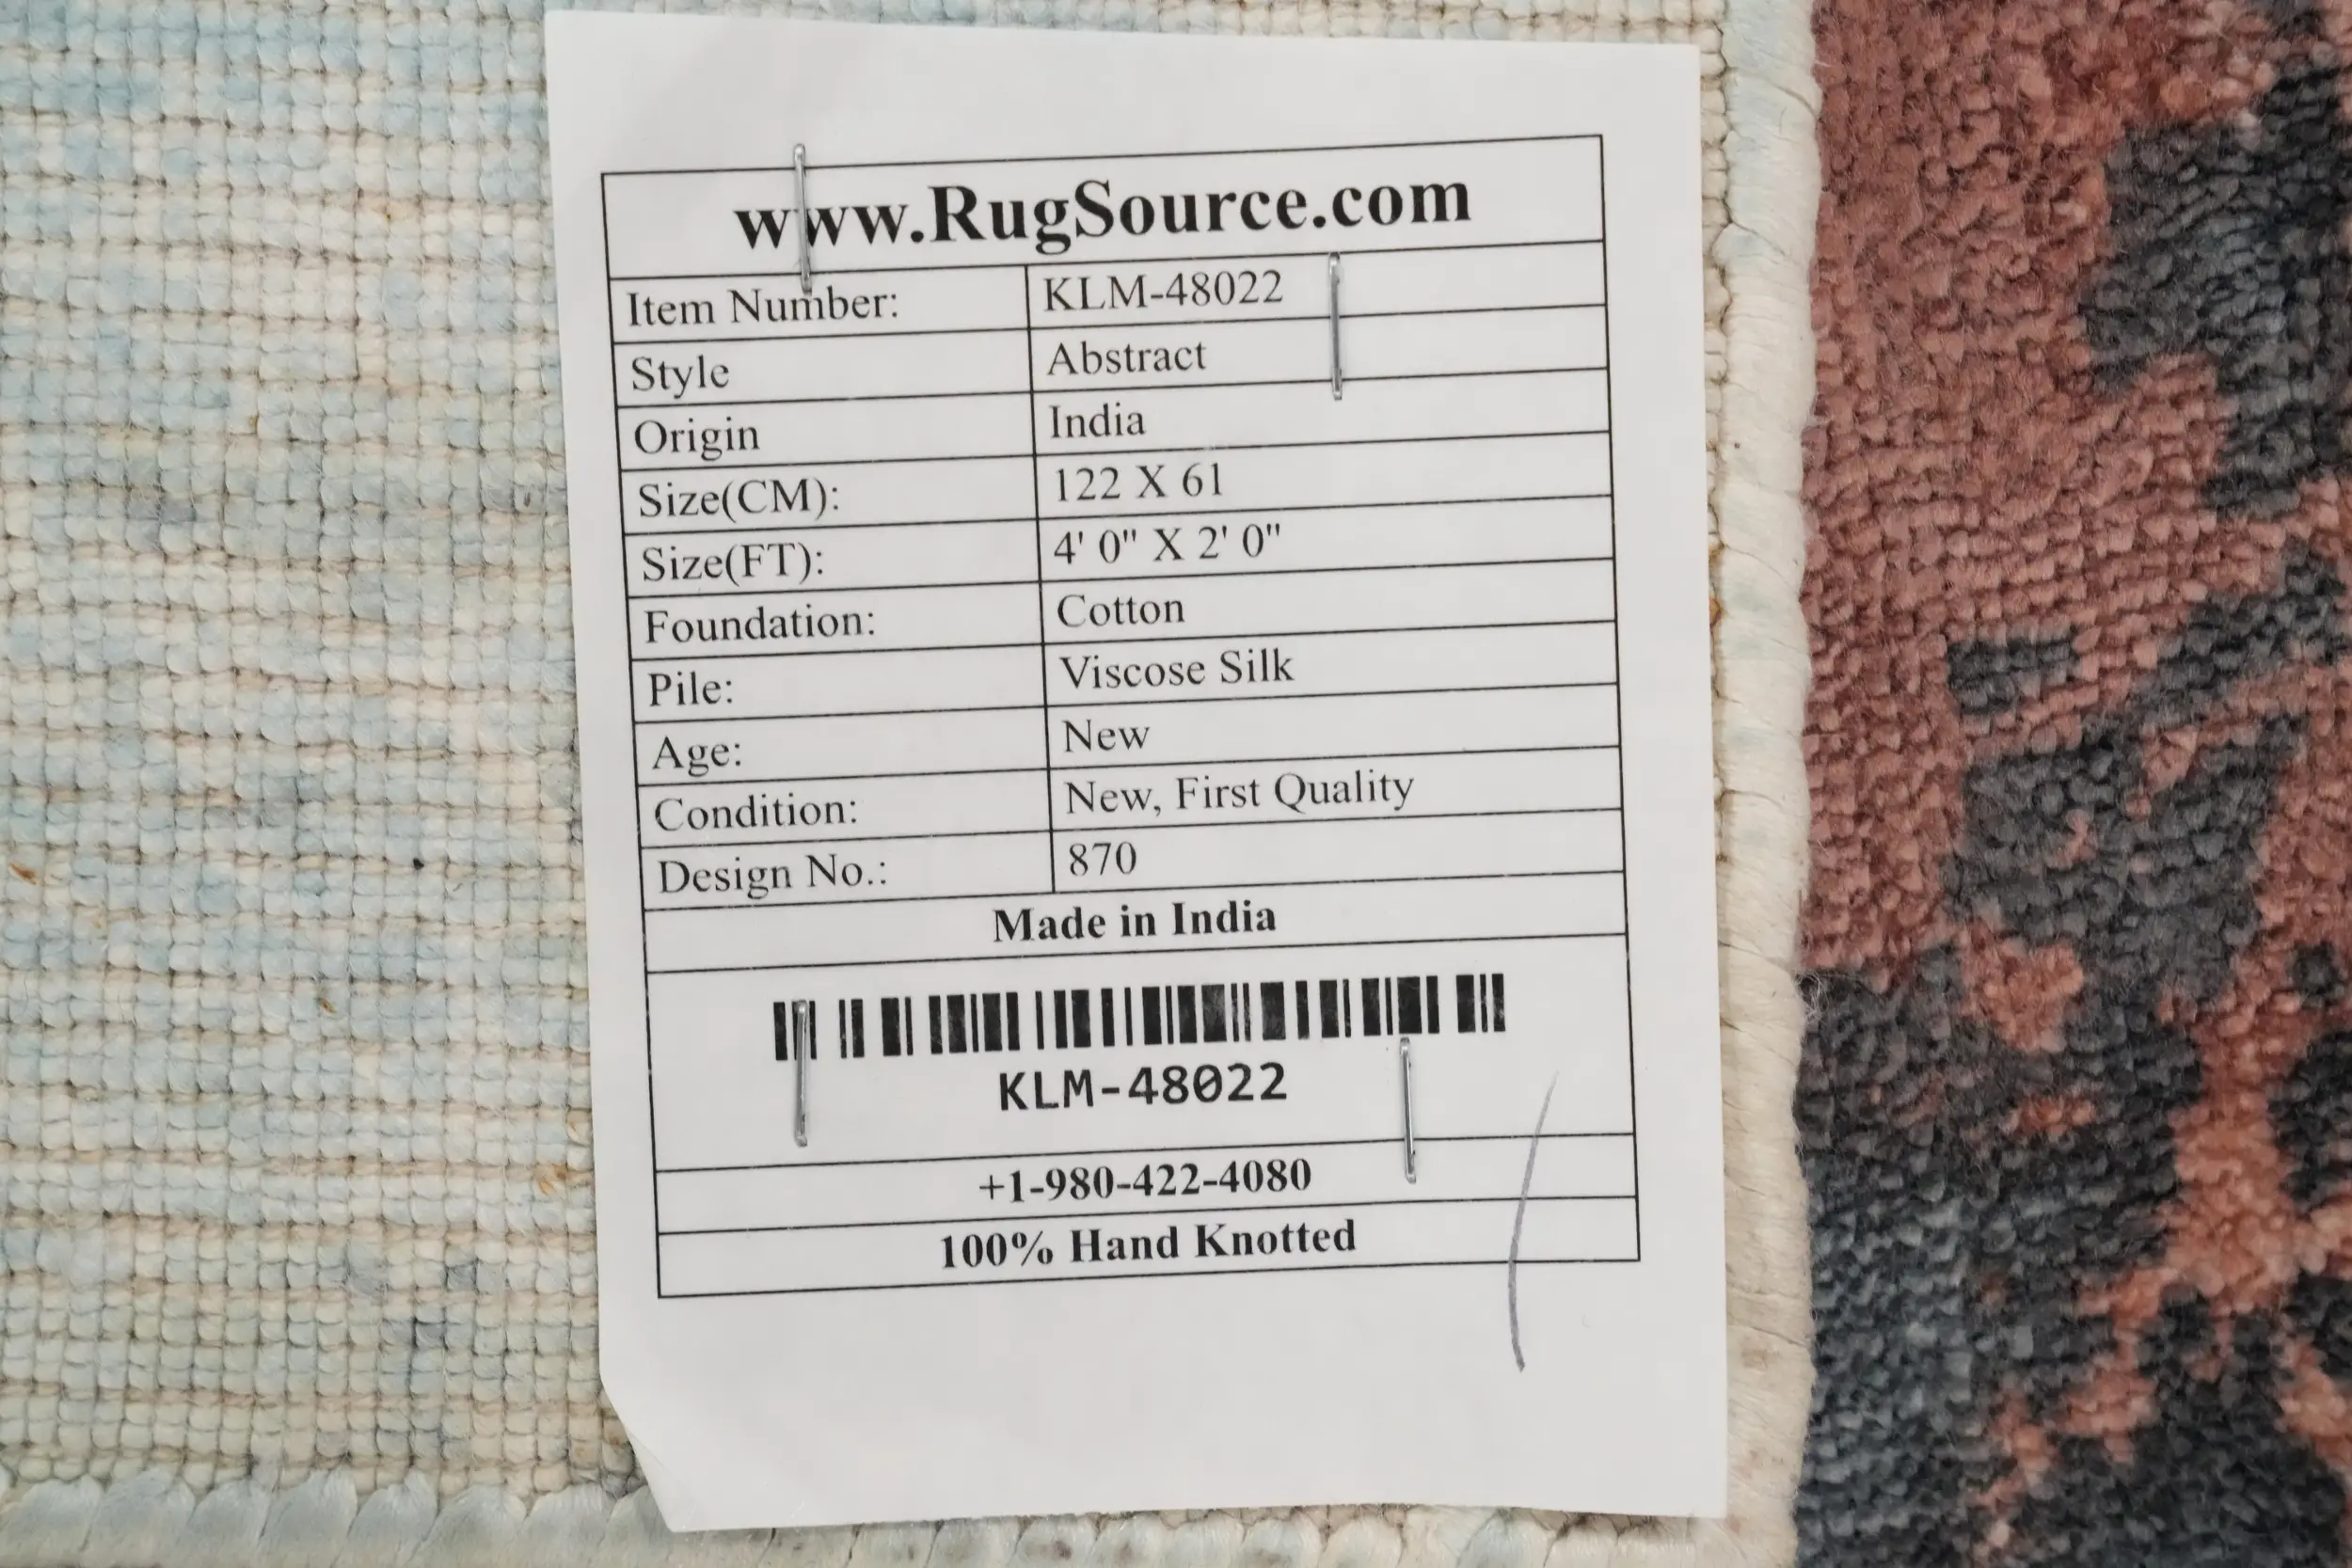 www.RugSource.com
Item Number: KLM-48022
Style Abstract
Origin India
Size(CM): 122 X 61
Size(FT): 4' 0" X 2' 0"
Foundation: Cotton
Pile: Viscose Silk
Age: New
Condition: New, First Quality
Design No.: 870
Made in India
KLM-48022
+1-980-422-4080
100% Hand Knotted